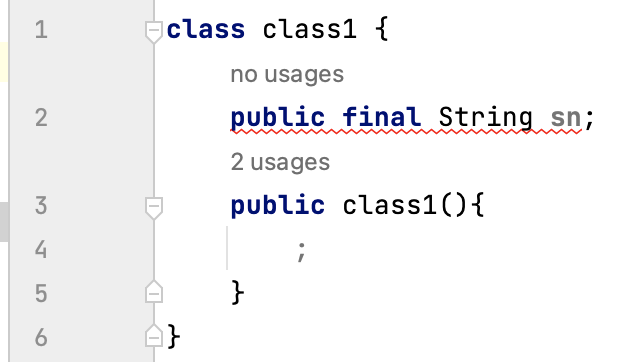 1 class class1 {
no usages
2 public final String sn;
2 usages
3 public class1(){
4 ;
5 }
6 }